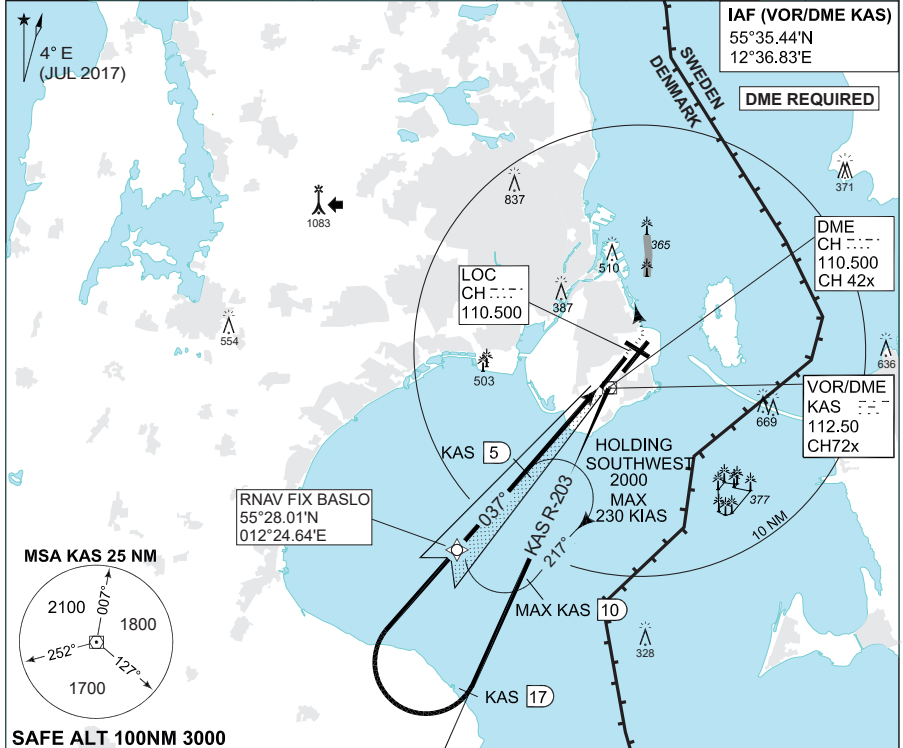 4° E
(JUL 2017)
IAF (VOR/DME KAS)
55°35.44'N
12°36.83'E
DME REQUIRED
SWEDEN
DENMARK
837
371
1083
365
510
DME
CH
110.500
CH 42x
LOC
CH
110.500
387
554
503
636
VOR/DME
KAS
112.50
CH72x
669
KAS 5
HOLDING
SOUTHWEST
2000
MAX
230 KIAS
377
10 NM
RNAV FIX BASLO
55°28.01'N
012°24.64'E
037°
KAS R-203
217°
MAX KAS 10
328
KAS 17
MSA KAS 25 NM
2100
007°
1800
252°
127°
1700
SAFE ALT 100NM 3000